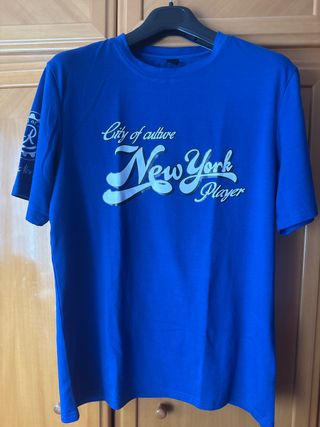 City of culture
New York
Player